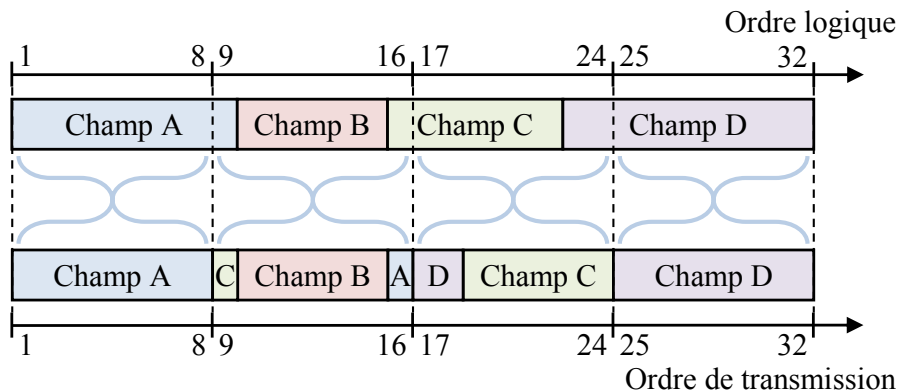 Ordre logique
1 8 9 16 17 24 25 32
Champ A Champ B Champ C Champ D
Champ A C Champ B A D Champ C Champ D
1 8 9 16 17 24 25 32
Ordre de transmission